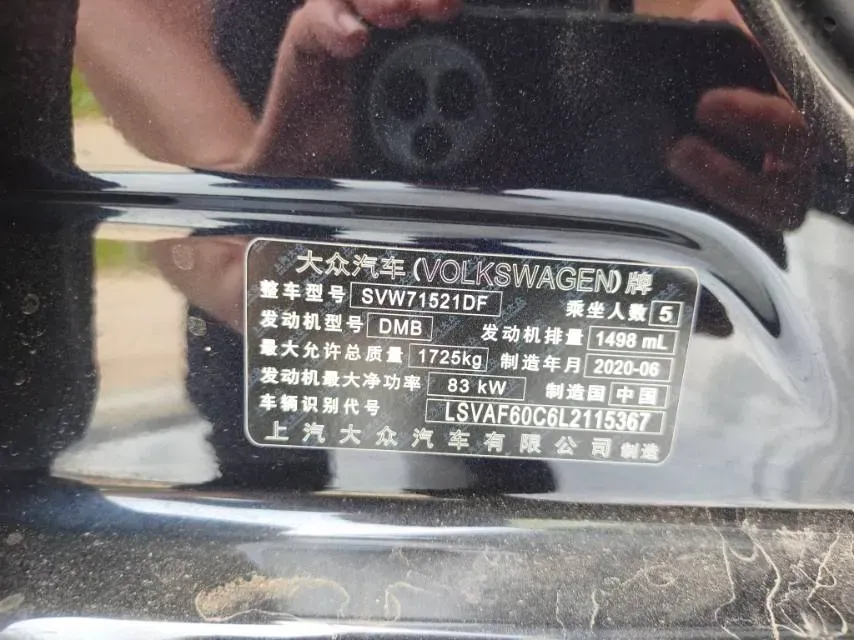 大众汽车(VOLKSWAGEN)牌
整车型号 SVW71521DF 乘坐人数 5
发动机型号 DMB 发动机排量 1498 mL
最大允许总质量 1725kg 制造年月 2020-06
发动机最大净功率 83 kW 制造国 中国
车辆识别代号 LSVAF60C6L2115367
上汽大众汽车有限公司 制造